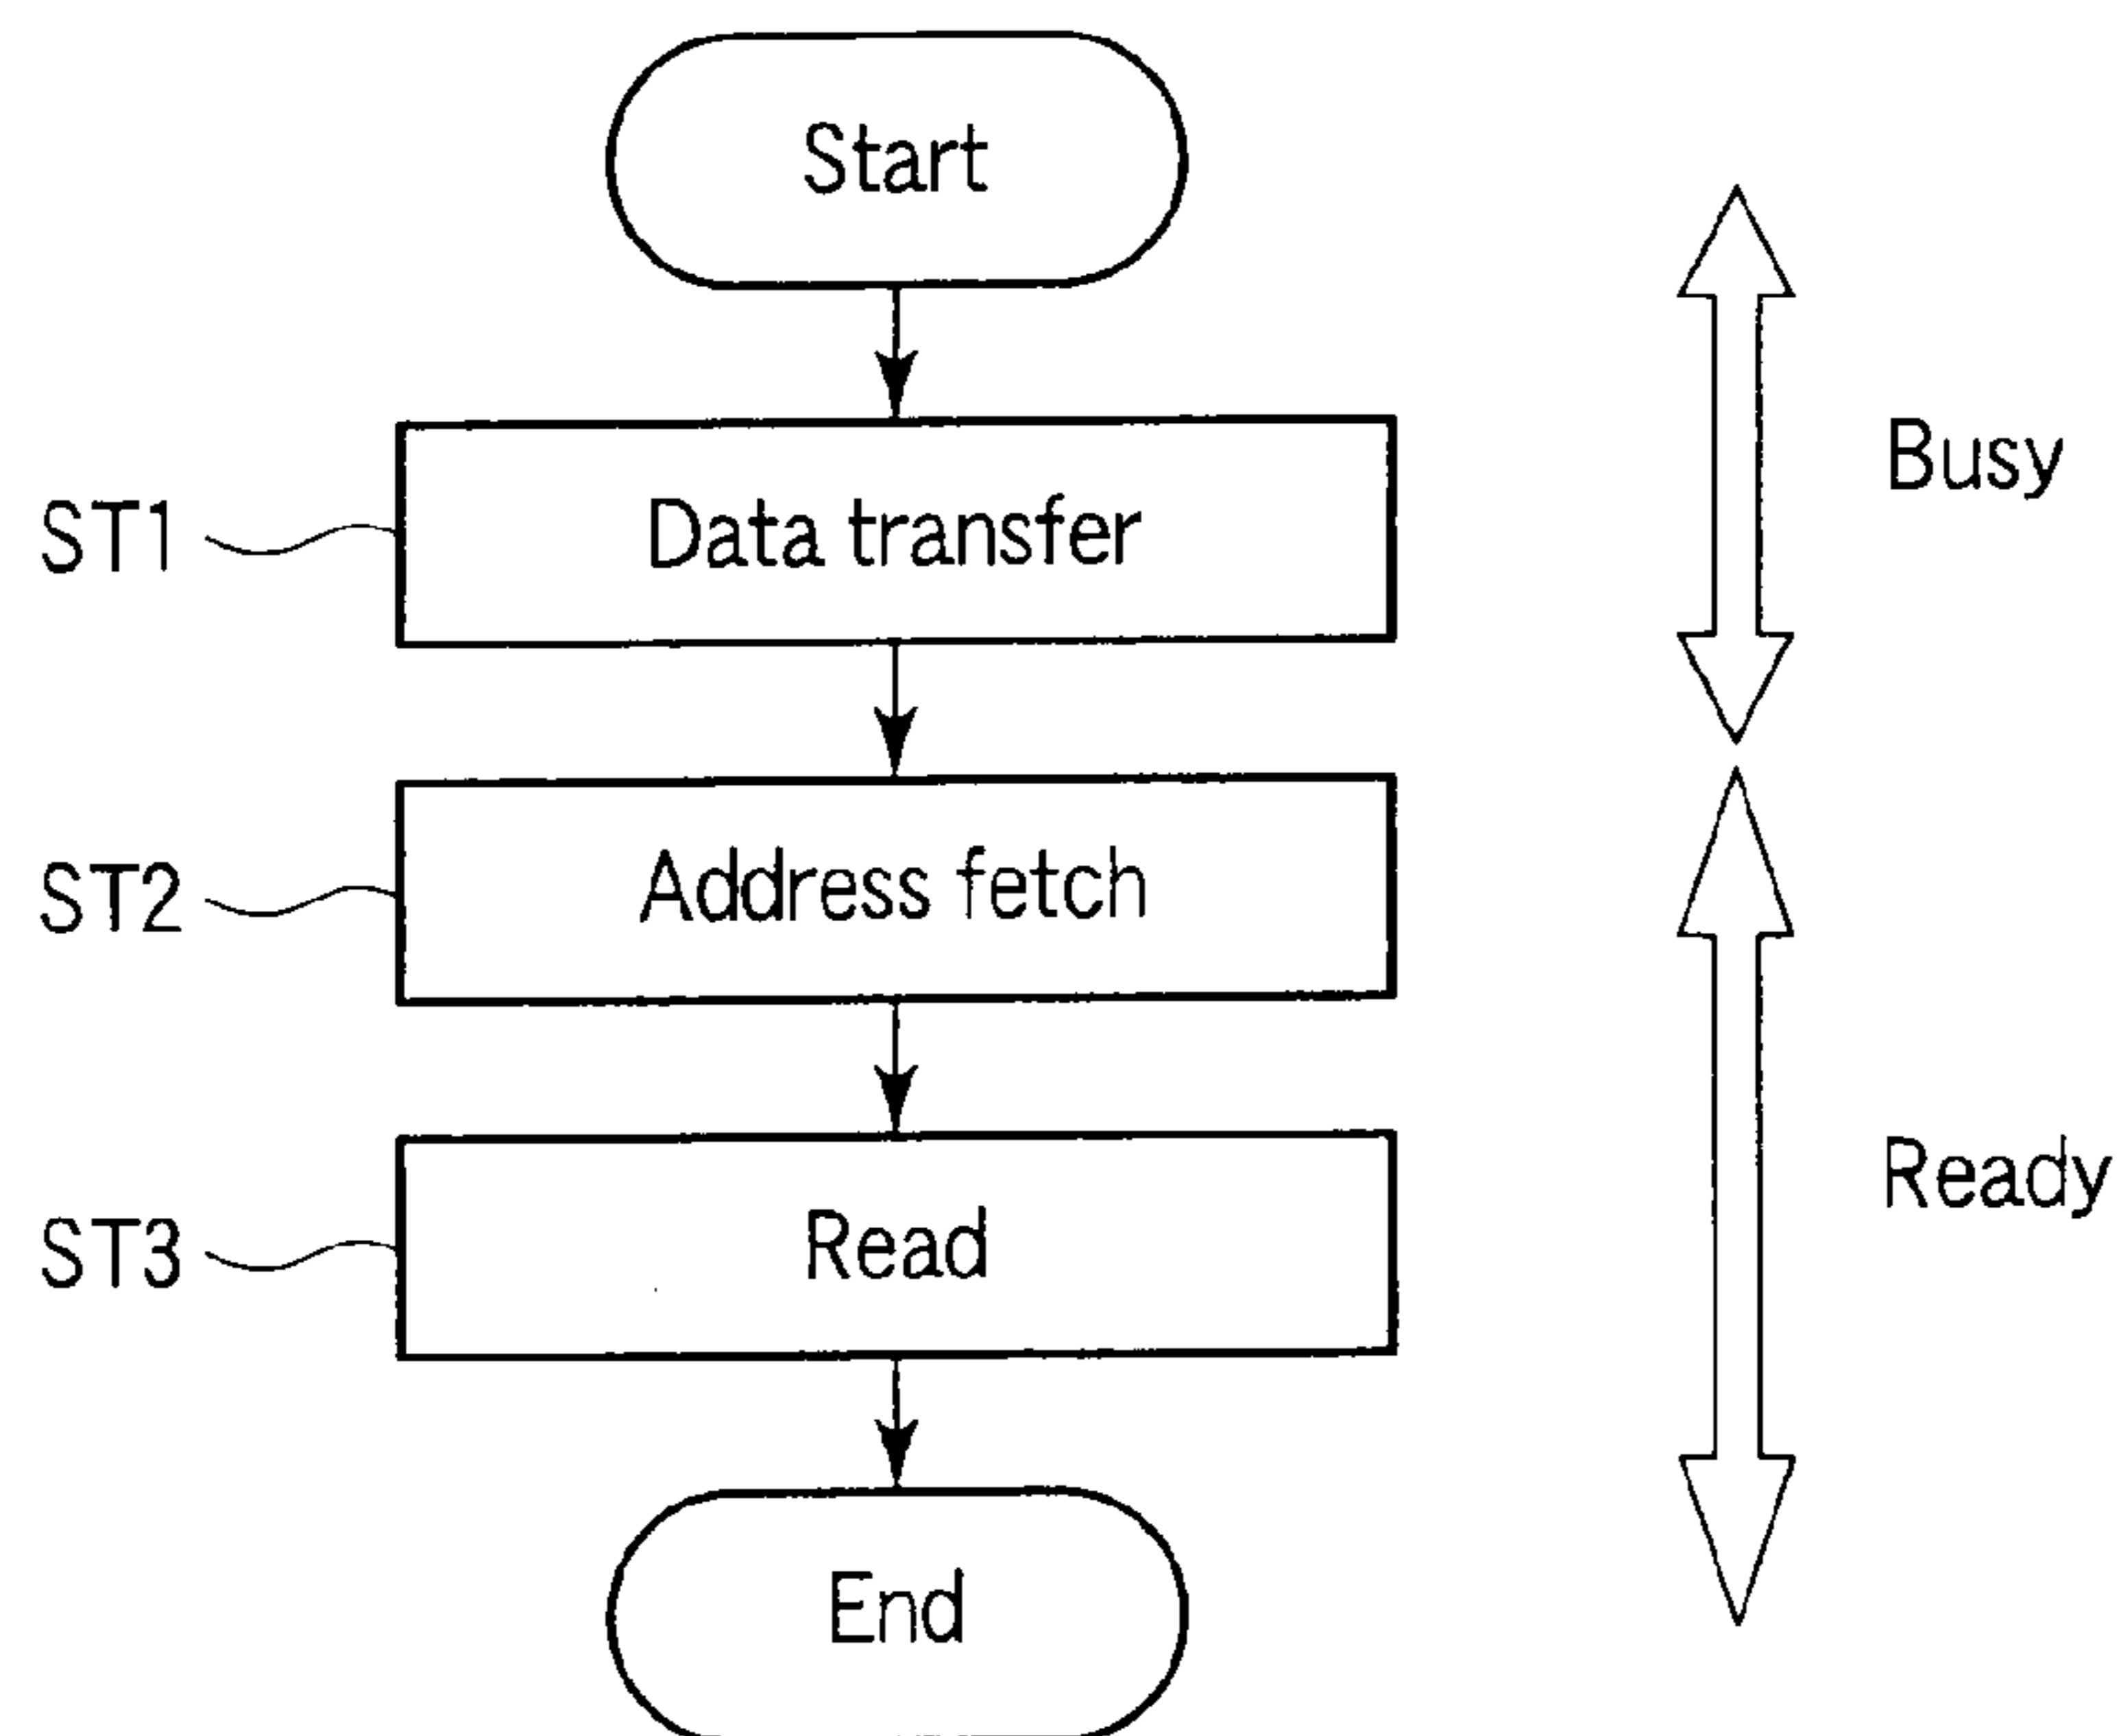 Start
Busy
ST1
Data transfer
ST2
Address fetch
Ready
ST3
Read
End